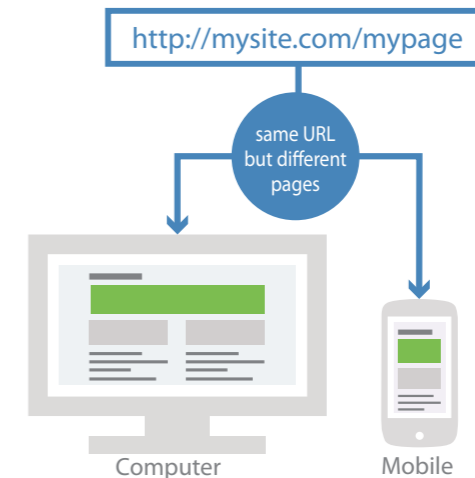 http://mysite.com/mypage
same URL
but different
pages
Computer
Mobile